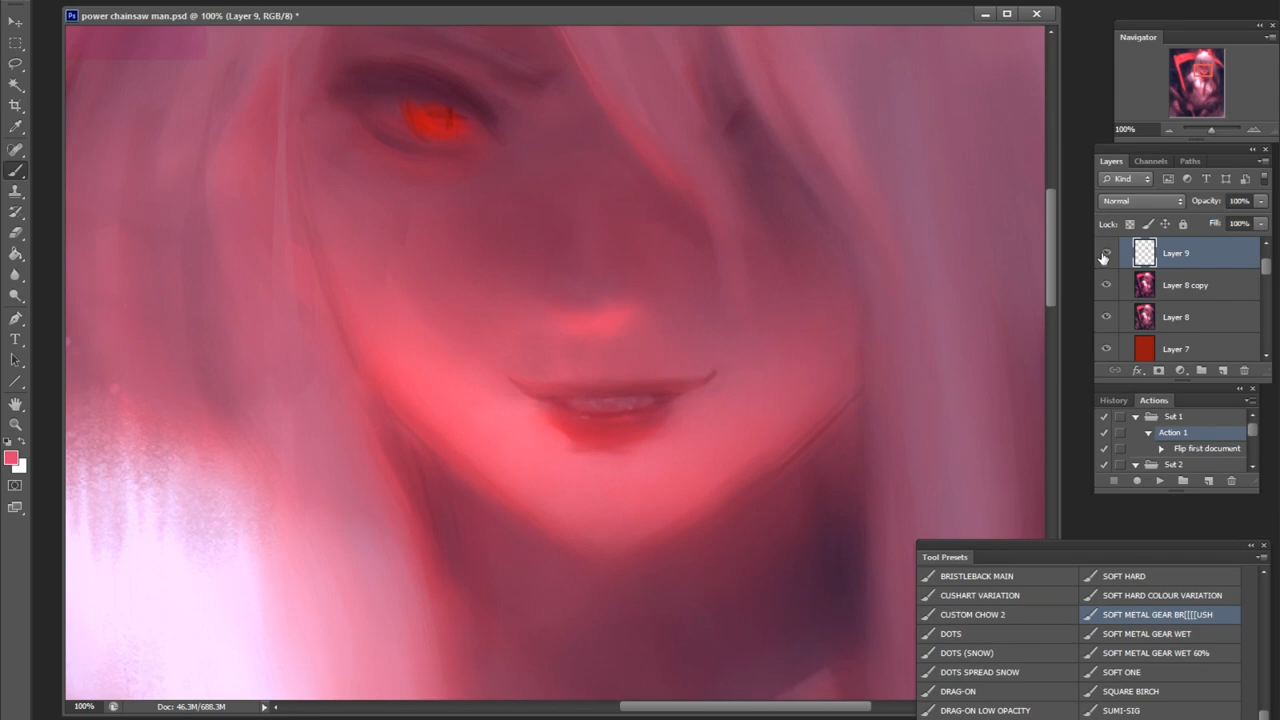 power chainsaw man.psd @ 100% (Layer 9, RGB/8) *
Navigator
100%
Layers Channels Paths
Kind
Normal Opacity: 100%
Lock: Fill: 100%
Layer 9
Layer 8 copy
Layer 8
Layer 7
History Actions
Set 1
Action 1
Flip first document
Set 2
Tool Presets
BRISTLEBACK MAIN SOFT HARD
CUSHART VARIATION SOFT HARD COLOUR VARIATION
CUSTOM CHOW 2 SOFT METAL GEAR BR[[[[USH
DOTS SOFT METAL GEAR WET
DOTS (SNOW) SOFT METAL GEAR WET 60%
DOTS SPREAD SNOW SOFT ONE
DRAG-ON SQUARE BIRCH
DRAG-ON LOW OPACITY SUMI-SIG
100% Doc: 46.3M/688.3M